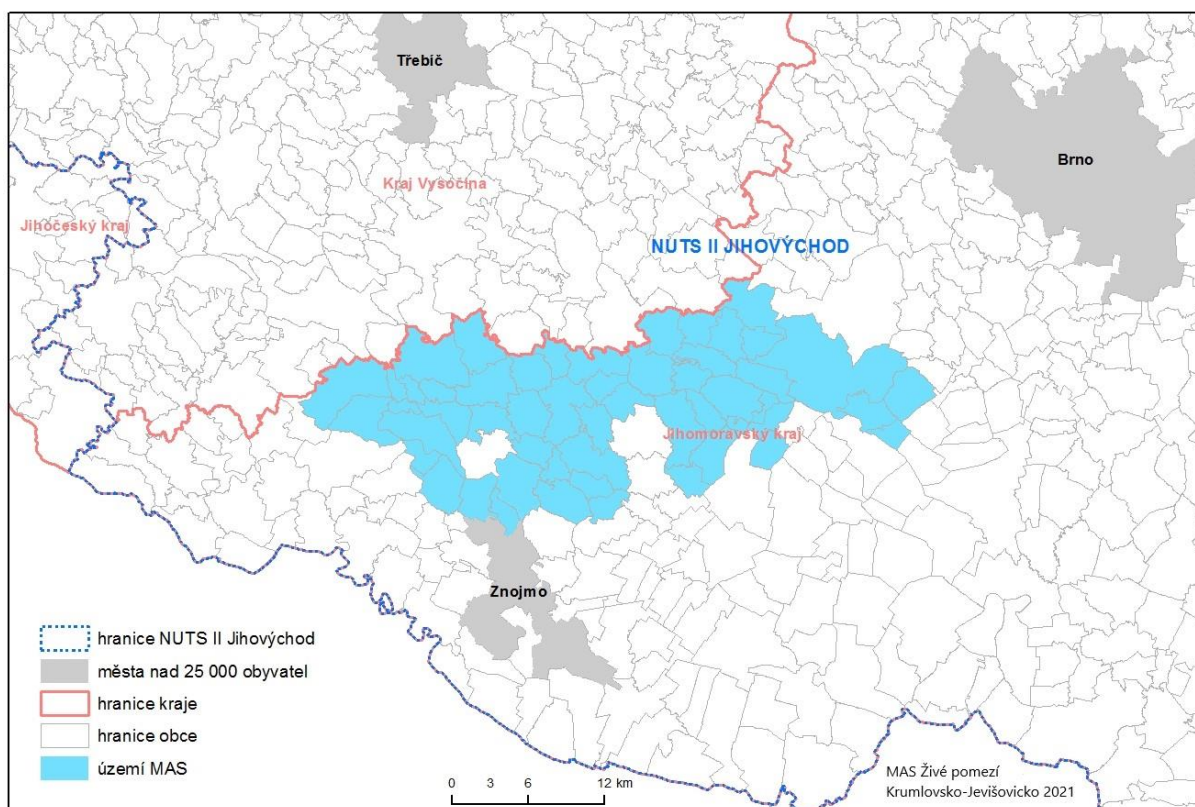 Třebíč
Brno
Kraj Vysočina
Jihočeský kraj
NUTS II JIHOVÝCHOD
Jihomoravský kraj
Znojmo
hranice NUTS II Jihovýchod
města nad 25 000 obyvatel
hranice kraje
hranice obce
území MAS
0 3 6 12 km
MAS Živé pomezí
Krumlovsko-Jevišovicko 2021